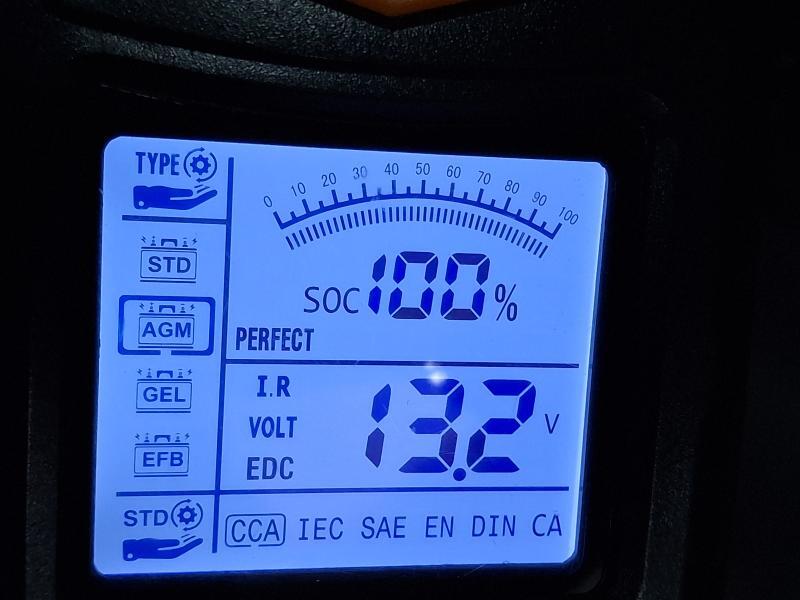 TYPE
0 10 20 30 40 50 60 70 80 90 100
STD
SOC 100%
AGM
PERFECT
GEL
I.R
VOLT
13.2 V
EFB
EDC
STD
CCA IEC SAE EN DIN CA